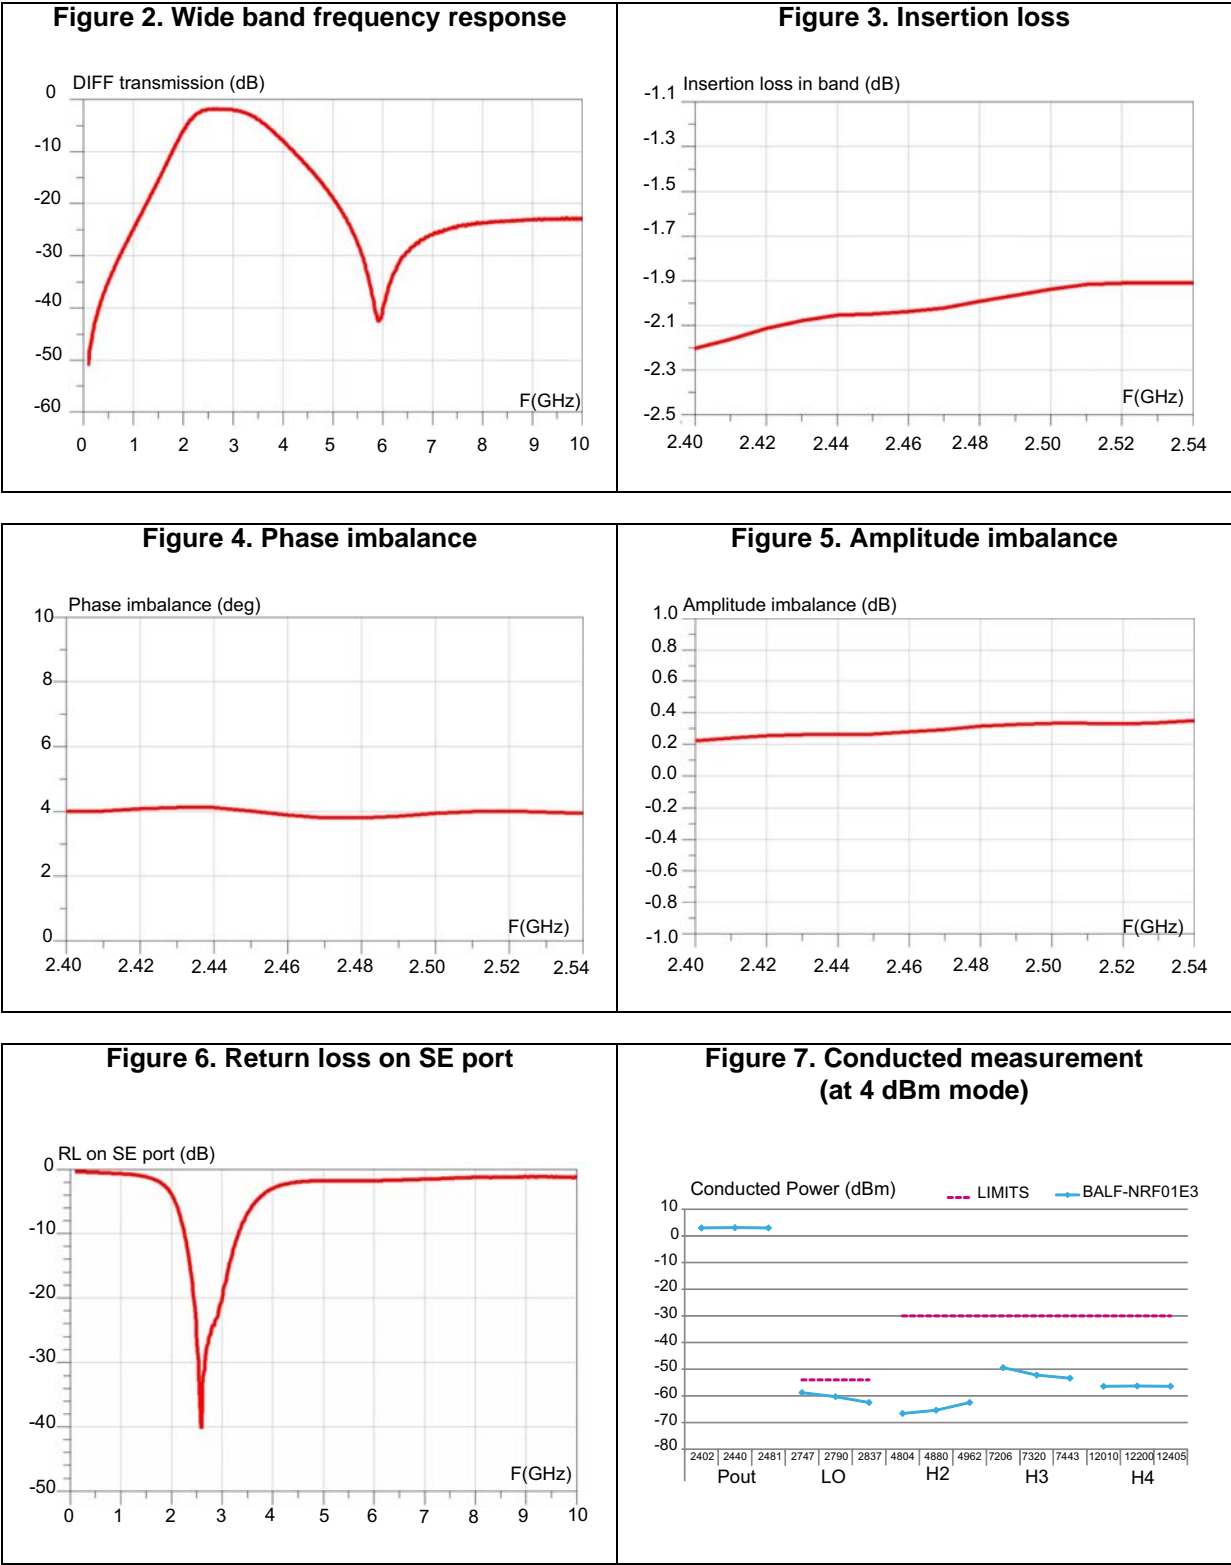 Figure 2. Wide band frequency response
DIFF transmission (dB)
0
-10
-20
-30
-40
-50
-60
F(GHz)
0 1 2 3 4 5 6 7 8 9 10
Figure 3. Insertion loss
Insertion loss in band (dB)
-1.1
-1.3
-1.5
-1.7
-1.9
-2.1
-2.3
-2.5
F(GHz)
2.40 2.42 2.44 2.46 2.48 2.50 2.52 2.54
Figure 4. Phase imbalance
Phase imbalance (deg)
10
8
6
4
2
0
F(GHz)
2.40 2.42 2.44 2.46 2.48 2.50 2.52 2.54
Figure 5. Amplitude imbalance
Amplitude imbalance (dB)
1.0
0.8
0.6
0.4
0.2
0.0
-0.2
-0.4
-0.6
-0.8
-1.0
F(GHz)
2.40 2.42 2.44 2.46 2.48 2.50 2.52 2.54
Figure 6. Return loss on SE port
RL on SE port (dB)
0
-10
-20
-30
-40
-50
F(GHz)
0 1 2 3 4 5 6 7 8 9 10
Figure 7. Conducted measurement
(at 4 dBm mode)
Conducted Power (dBm) LIMITS BALF-NRF01E3
10
0
-10
-20
-30
-40
-50
-60
-70
-80
2402 2440 2481 2747 2790 2837 4804 4880 4962 7206 7320 7443 12010 12200 12405
Pout LO H2 H3 H4